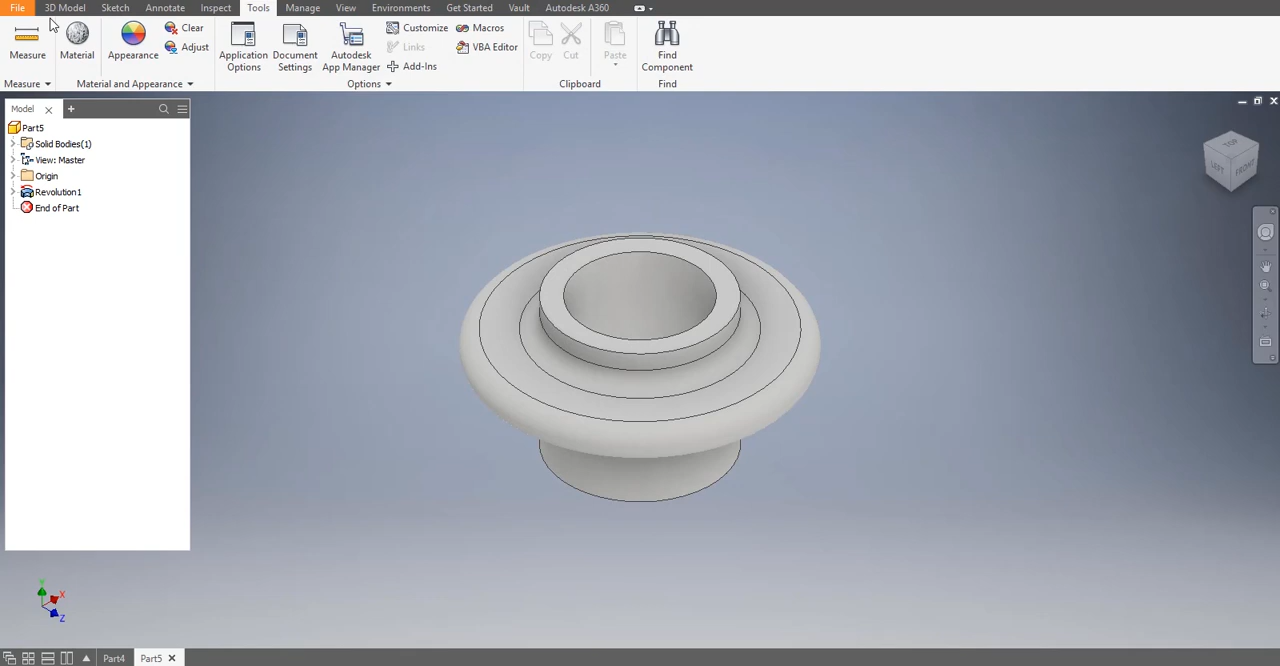 File 3D Model Sketch Annotate Inspect Tools Manage View Environments Get Started Vault Autodesk A360
Measure
Material
Appearance
Clear
Adjust
Application
Options
Document
Settings
Autodesk
App Manager
Customize
Links
Add-Ins
Macros
VBA Editor
Copy
Cut
Paste
Find
Component
Measure Material and Appearance Options Clipboard Find
Model
Part5
Solid Bodies(1)
View: Master
Origin
Revolution1
End of Part
TOP
LEFT
FRONT
Y
X
Z
Part4 Part5